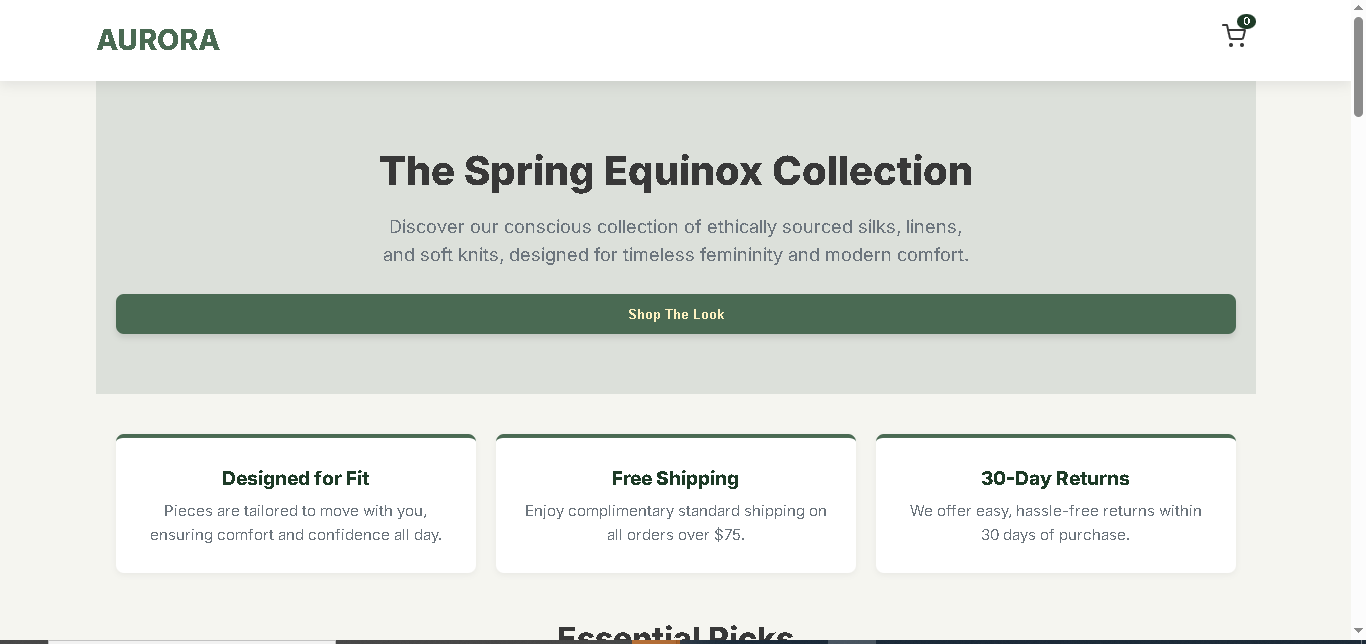 AURORA
0
The Spring Equinox Collection
Discover our conscious collection of ethically sourced silks, linens,
and soft knits, designed for timeless femininity and modern comfort.
Shop The Look
Designed for Fit
Pieces are tailored to move with you,
ensuring comfort and confidence all day.
Free Shipping
Enjoy complimentary standard shipping on
all orders over $75.
30-Day Returns
We offer easy, hassle-free returns within
30 days of purchase.
Essential Picks